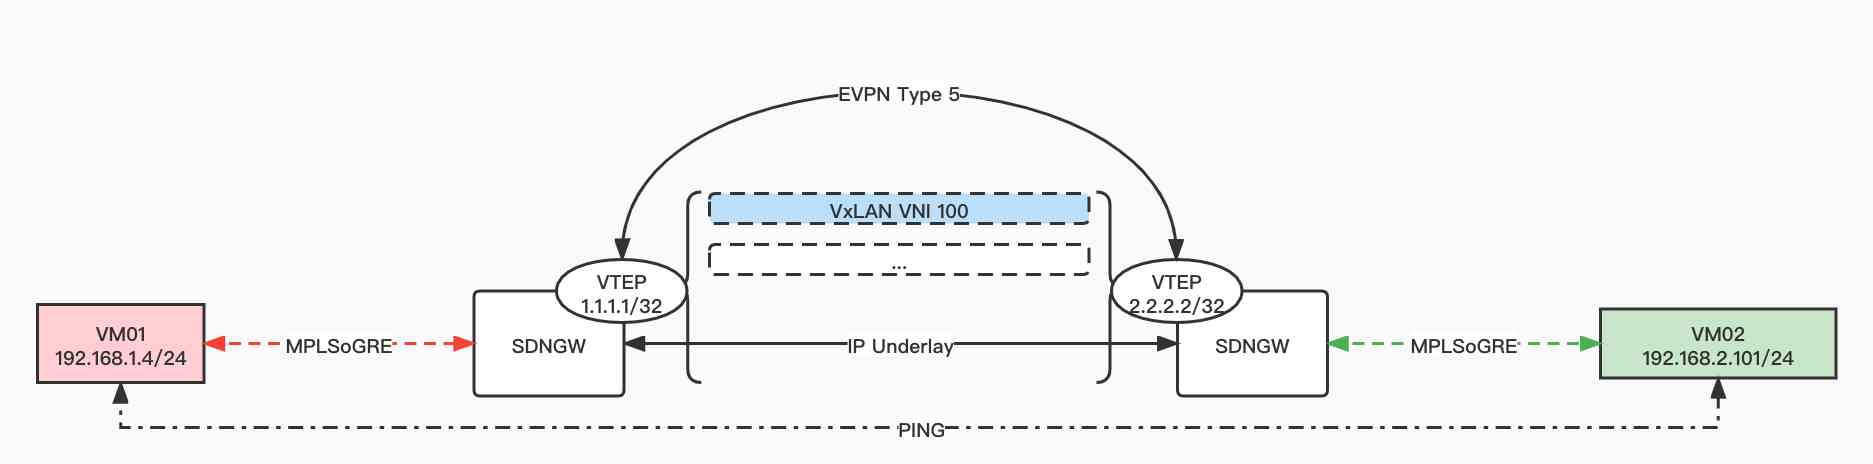 EVPN Type 5
VxLAN VNI 100
...
VTEP
1.1.1.1/32
VTEP
2.2.2.2/32
VM01
192.168.1.4/24
MPLSoGRE
SDNGW
IP Underlay
SDNGW
MPLSoGRE
VM02
192.168.2.101/24
PING